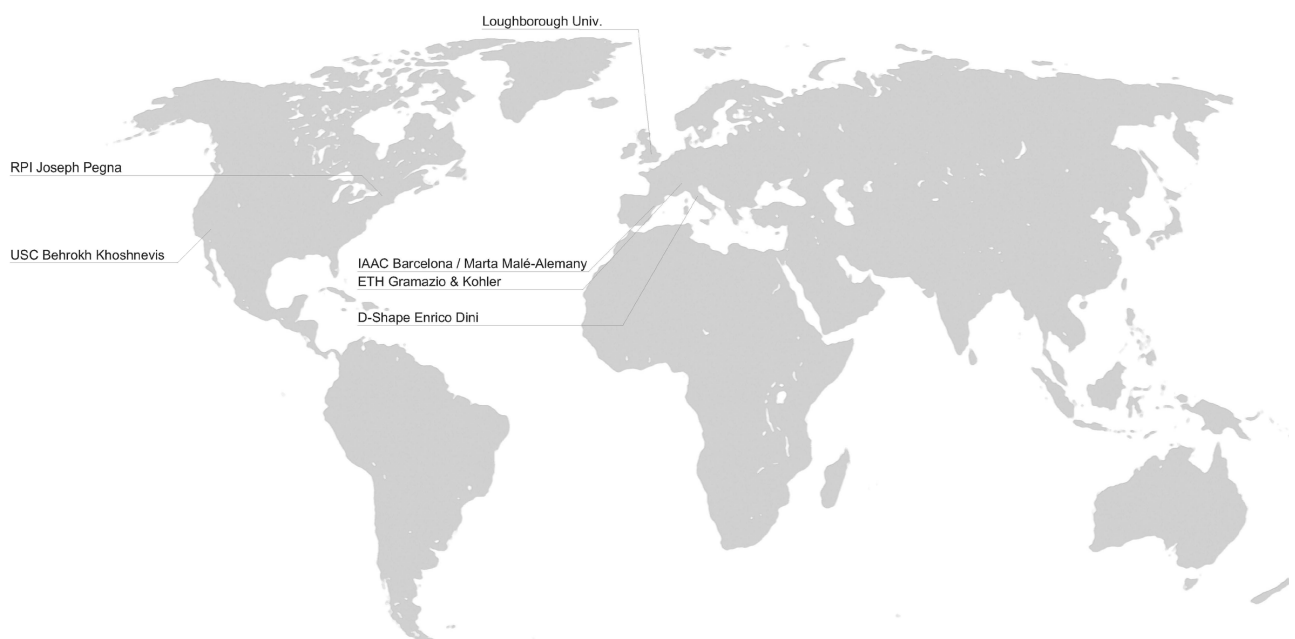 Loughborough Univ.
RPI Joseph Pegna
USC Behrokh Khoshnevis
IAAC Barcelona / Marta Malé-Alemany
ETH Gramazio & Kohler
D-Shape Enrico Dini